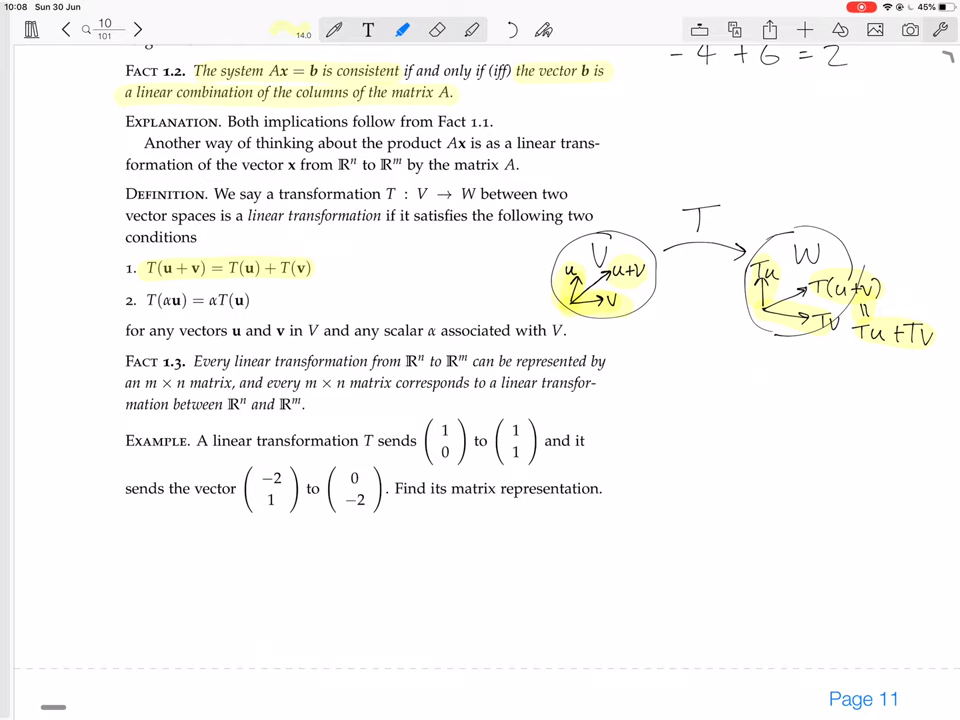 10:08 Sun 30 Jun 45%
10
101
14.0
T
- 4 + 6 = 2
FACT 1.2. The system Ax = b is consistent if and only if (iff) the vector b is
a linear combination of the columns of the matrix A.
EXPLANATION. Both implications follow from Fact 1.1.
Another way of thinking about the product Ax is as a linear trans-
formation of the vector x from ℝⁿ to ℝᵐ by the matrix A.
DEFINITION. We say a transformation T : V → W between two
vector spaces is a linear transformation if it satisfies the following two
conditions
1. T(u + v) = T(u) + T(v)
2. T(αu) = αT(u)
for any vectors u and v in V and any scalar α associated with V.
T
V
u
u+v
v
W
Tu
T(u+v)
=
Tv
Tu + Tv
FACT 1.3. Every linear transformation from ℝⁿ to ℝᵐ can be represented by
an m × n matrix, and every m × n matrix corresponds to a linear transfor-
mation between ℝⁿ and ℝᵐ.
EXAMPLE. A linear transformation T sends ( 1 0 ) to ( 1 1 ) and it
sends the vector ( −2 1 ) to ( 0 −2 ). Find its matrix representation.
Page 11